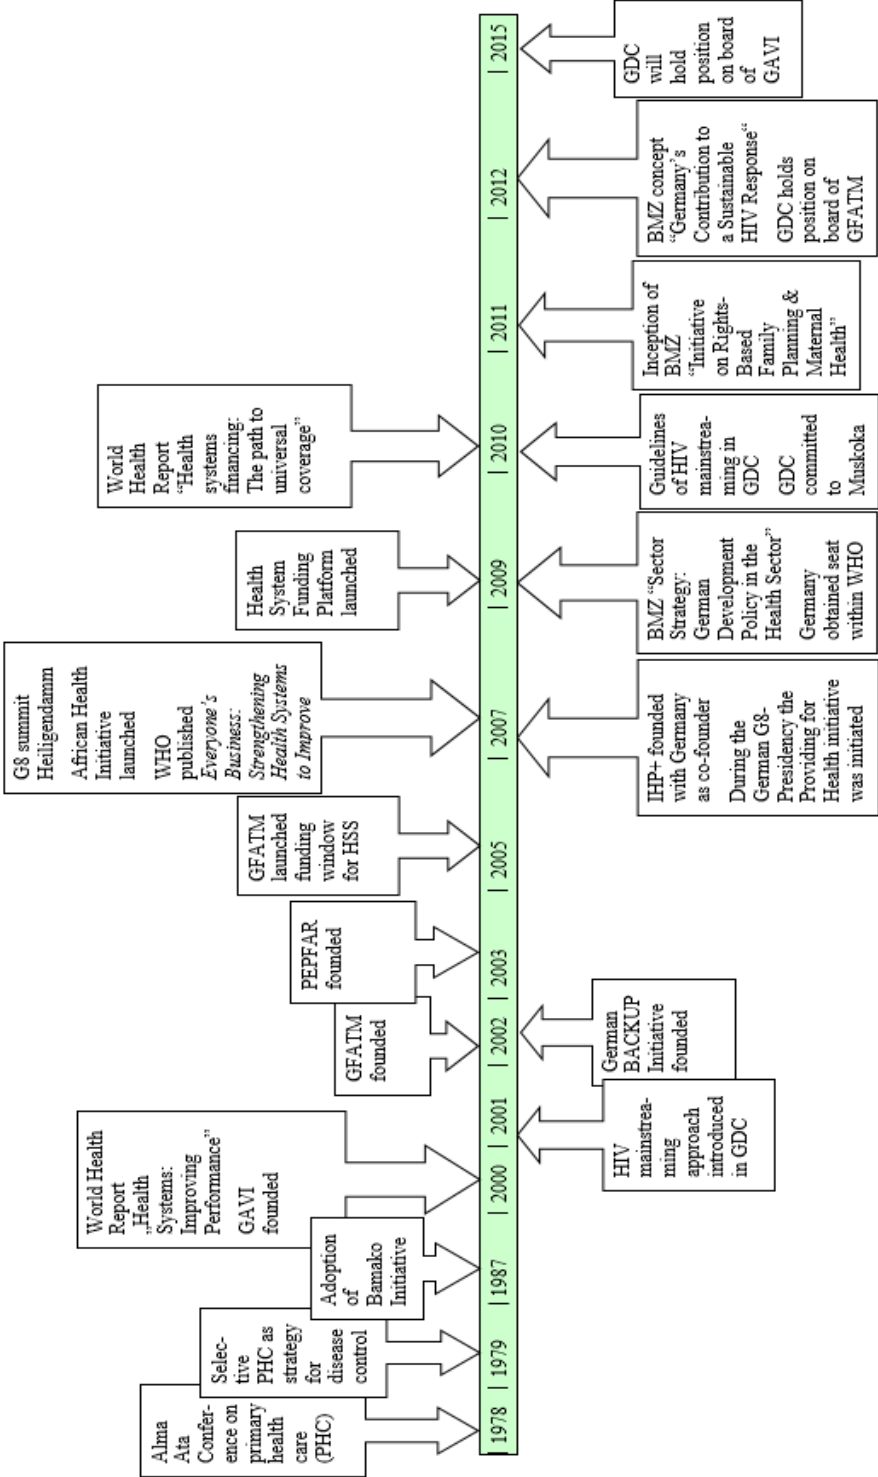 Alma
Ata
Confer-
ence on
primary
health
care
(PHC)
Selec-
tive
PHC as
strategy
for
disease
control
Adoption
of
Bamako
Initiative
World Health
Report
„Health
Systems:
Improving
Performance”
GAVI
founded
GFATM
founded
PEPFAR
founded
GFATM
launched
funding
window
for HSS
G8 summit
Heiligendamm
African Health
Initiative
launched
WHO
published
Everyone’s
Business:
Strengthening
Health Systems
to Improve
Health
System
Funding
Platform
launched
World
Health
Report
“Health
systems
financing:
The path to
universal
coverage”
| 1978 | 1979 | 1987 | 2000 | 2001 | 2002 | 2003 | 2005 | 2007 | 2009 | 2010 | 2011 | 2012 | 2015
HIV
mainstrea-
ming
approach
introduced
in GDC
German
BACKUP
Initiative
founded
IHP+ founded
with Germany
as co-founder
During the
German G8-
Presidency the
Providing for
Health initiative
was initiated
BMZ “Sector
Strategy:
German
Development
Policy in the
Health Sector”
Germany
obtained seat
within WHO
Guidelines
of HIV
mainstrea-
ming in
GDC
GDC
committed
to
Muskoka
Inception of
BMZ
“Initiative
on Rights-
Based
Family
Planning &
Maternal
Health”
BMZ concept
“Germany’s
Contribution to
a Sustainable
HIV Response“
GDC holds
position on
board of
GFATM
GDC
will
hold
position
on board
of
GAVI